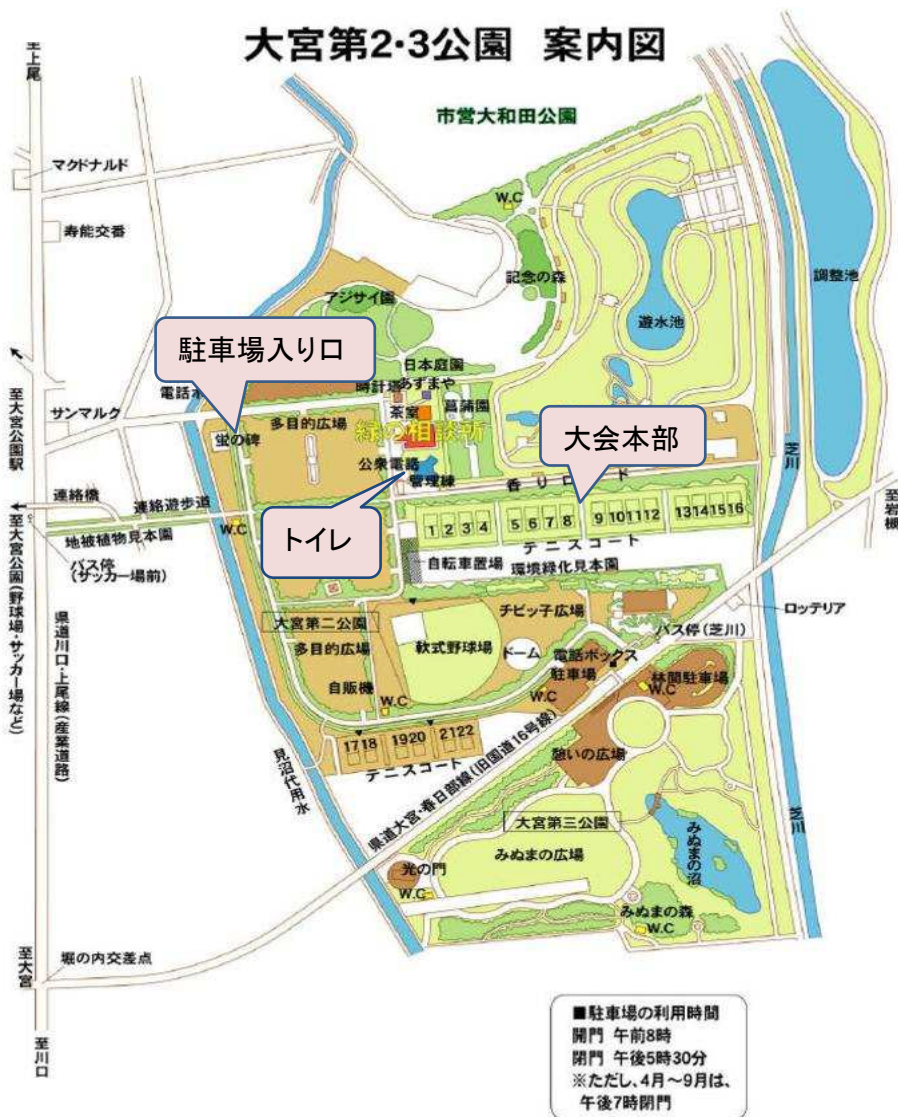 大宮第2・3公園 案内図
至上尾
市営大和田公園
マクドナルド
W.C
寿能交番
記念の森
調整池
アジサイ園
遊水池
駐車場入り口
日本庭園
時計塔
あずまや
電話
至大宮公園駅
サンマルク
茶室
菖蒲園
多目的広場
蛍の碑
緑の相談所
大会本部
芝川
公衆電話
管理棟
香りロード
至岩槻
連絡橋
連絡遊歩道
トイレ
1 2 3 4
5 6 7 8
9 10 11 12
13 14 15 16
W.C
地被植物見本園
テニスコート
バス停
(サッカー場前)
自転車置場
環境緑化見本園
至大宮公園(野球場・サッカー場など)
県道川口・上尾線(産業道路)
ロッテリア
チビッ子広場
大宮第二公園
バス停(芝川)
多目的広場
軟式野球場
ドーム
電話ボックス
駐車場
林間駐車場
自販機
W.C
W.C
W.C
17 18
19 20
21 22
憩いの広場
テニスコート
見沼代用水
県道大宮・春日部線(旧国道16号線)
大宮第三公園
芝川
みぬまの広場
みぬまの沼
光の門
W.C
みぬまの森
W.C
至大宮
堀の内交差点
至川口
■駐車場の利用時間
開門 午前8時
閉門 午後5時30分
※ただし、4月～9月は、
午後7時閉門